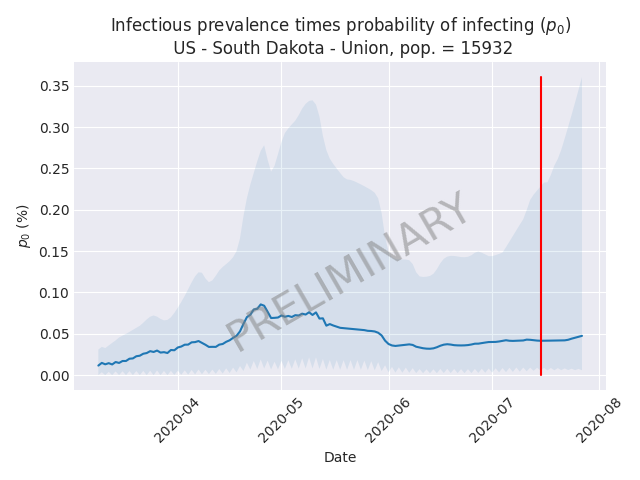 Infectious prevalence times probability of infecting (p₀)
US - South Dakota - Union, pop. = 15932
0.35
0.30
0.25
0.20
0.15
0.10
0.05
0.00
p₀ (%)
PRELIMINARY
2020-04
2020-05
2020-06
2020-07
2020-08
Date